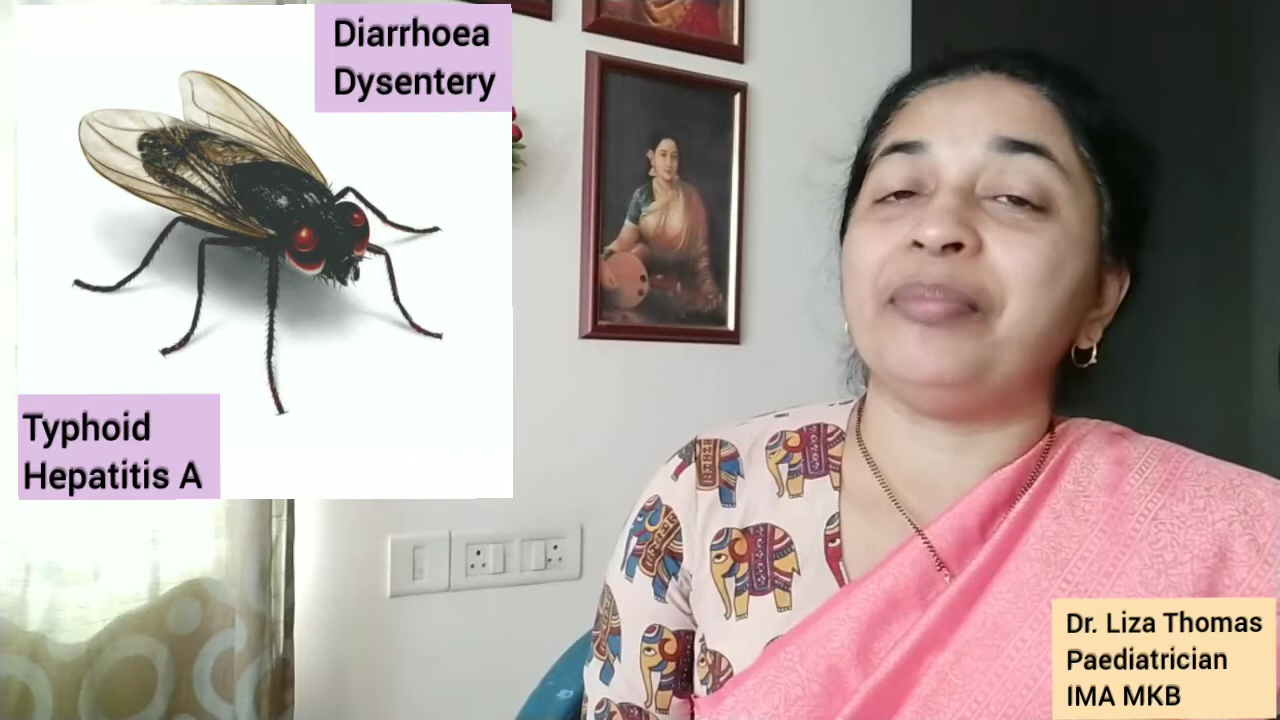 Diarrhoea
Dysentery
Typhoid
Hepatitis A
Dr. Liza Thomas
Paediatrician
IMA MKB